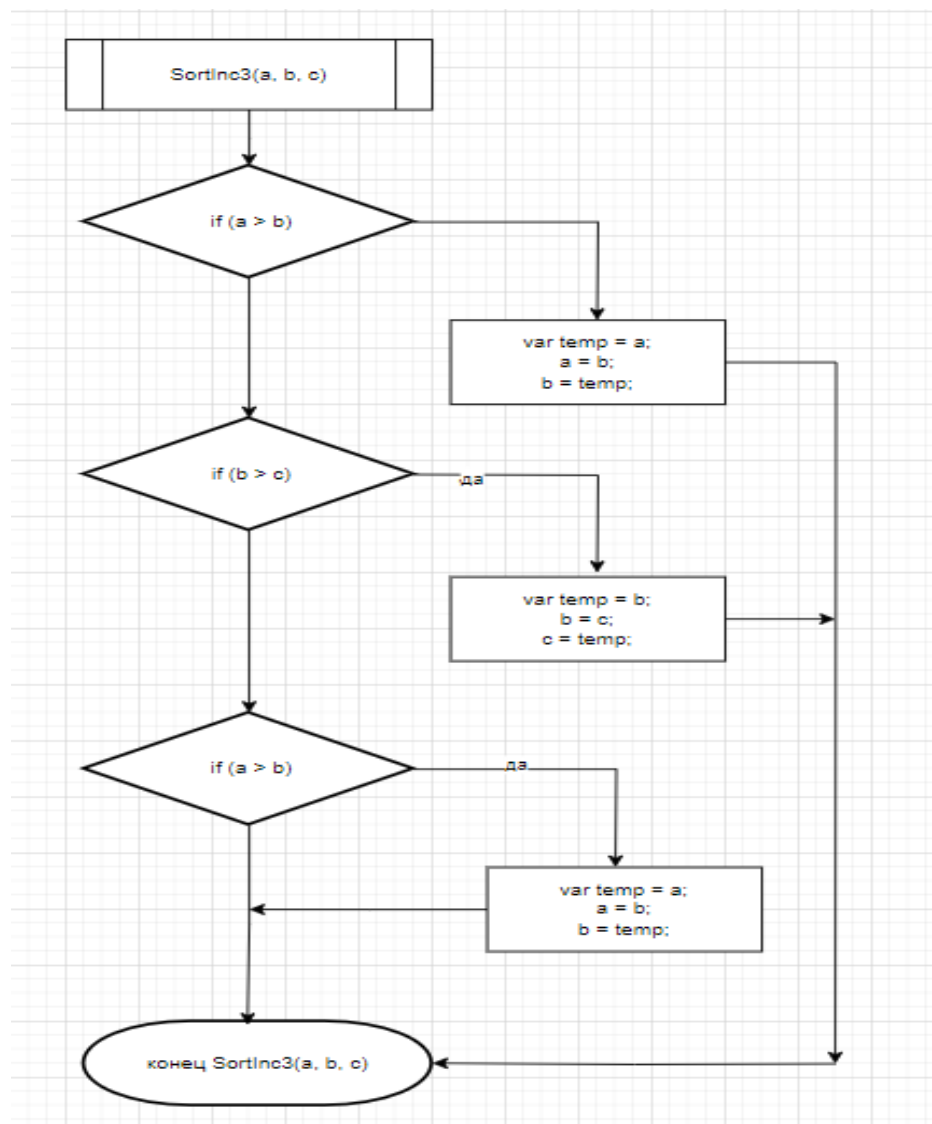 SortInc3(a, b, c)
if (a > b)
var temp = a;
a = b;
b = temp;
if (b > c)
да
var temp = b;
b = c;
c = temp;
if (a > b)
да
var temp = a;
a = b;
b = temp;
конец SortInc3(a, b, c)